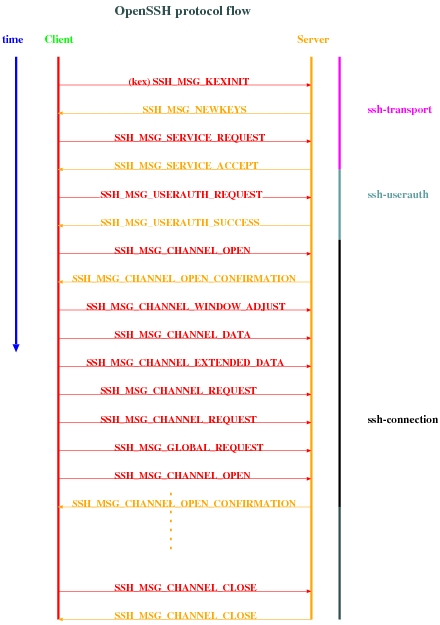 OpenSSH protocol flow
time Client Server
(kex) SSH_MSG_KEXINIT
SSH_MSG_NEWKEYS
ssh-transport
SSH_MSG_SERVICE_REQUEST
SSH_MSG_SERVICE_ACCEPT
SSH_MSG_USERAUTH_REQUEST
ssh-userauth
SSH_MSG_USERAUTH_SUCCESS
SSH_MSG_CHANNEL_OPEN
SSH_MSG_CHANNEL_OPEN_CONFIRMATION
SSH_MSG_CHANNEL_WINDOW_ADJUST
SSH_MSG_CHANNEL_DATA
SSH_MSG_CHANNEL_EXTENDED_DATA
SSH_MSG_CHANNEL_REQUEST
SSH_MSG_CHANNEL_REQUEST
ssh-connection
SSH_MSG_GLOBAL_REQUEST
SSH_MSG_CHANNEL_OPEN
SSH_MSG_CHANNEL_OPEN_CONFIRMATION
SSH_MSG_CHANNEL_CLOSE
SSH_MSG_CHANNEL_CLOSE